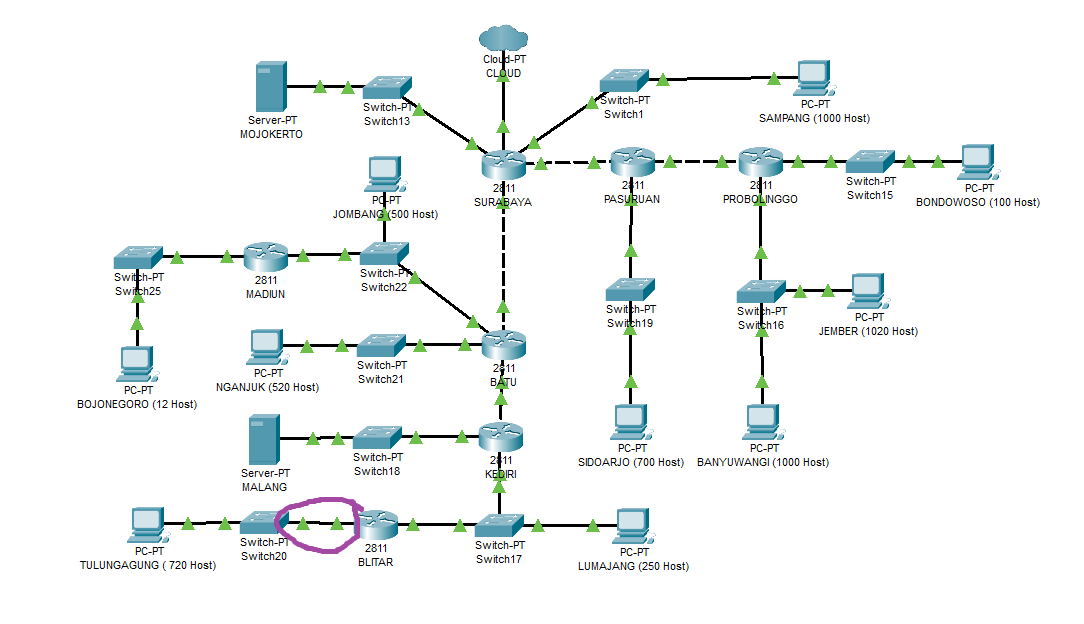 Cloud-PT
CLOUD
Server-PT
MOJOKERTO
Switch-PT
Switch13
Switch-PT
Switch1
PC-PT
SAMPANG (1000 Host)
2811
SURABAYA
2811
PASURUAN
2811
PROBOLINGGO
Switch-PT
Switch15
PC-PT
BONDOWOSO (100 Host)
PC-PT
JOMBANG (500 Host)
Switch-PT
Switch25
2811
MADIUN
Switch-PT
Switch22
Switch-PT
Switch19
Switch-PT
Switch16
PC-PT
JEMBER (1020 Host)
PC-PT
BOJONEGORO (12 Host)
PC-PT
NGANJUK (520 Host)
Switch-PT
Switch21
2811
BATU
Server-PT
MALANG
Switch-PT
Switch18
2811
KEDIRI
PC-PT
SIDOARJO (700 Host)
PC-PT
BANYUWANGI (1000 Host)
PC-PT
TULUNGAGUNG ( 720 Host)
Switch-PT
Switch20
2811
BLITAR
Switch-PT
Switch17
PC-PT
LUMAJANG (250 Host)